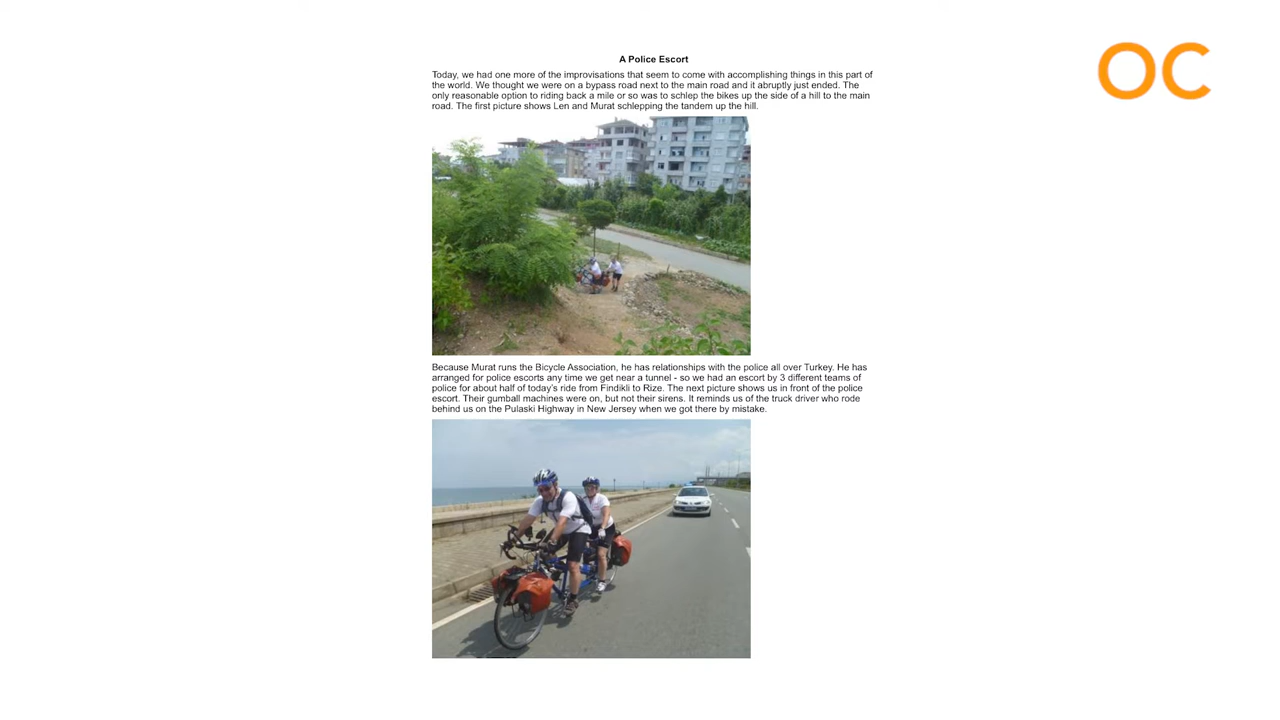 A Police Escort
OC
Today, we had one more of the improvisations that seem to come with accomplishing things in this part of
the world. We thought we were on a bypass road next to the main road and it abruptly just ended. The
only reasonable option to riding back a mile or so was to schlep the bikes up the side of a hill to the main
road. The first picture shows Len and Murat schlepping the tandem up the hill.
Because Murat runs the Bicycle Association, he has relationships with the police all over Turkey. He has
arranged for police escorts any time we get near a tunnel - so we had an escort by 3 different teams of
police for about half of today's ride from Findikli to Rize. The next picture shows us in front of the police
escort. Their gumball machines were on, but not their sirens. It reminds us of the truck driver who rode
behind us on the Pulaski Highway in New Jersey when we got there by mistake.